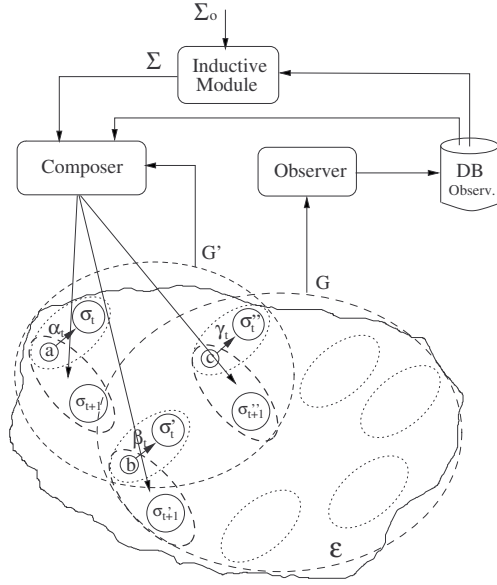 Σo
Σ
Inductive
Module
Composer
Observer
DB
Observ.
G'
G
αt
σt
a
σt+1
γt
σt''
c
σt+1''
βt
σt'
b
σt+1'
ε